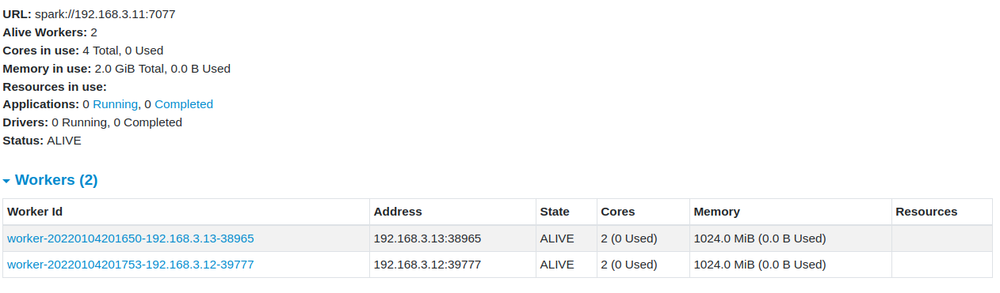 URL: spark://192.168.3.11:7077
Alive Workers: 2
Cores in use: 4 Total, 0 Used
Memory in use: 2.0 GiB Total, 0.0 B Used
Resources in use:
Applications: 0 Running, 0 Completed
Drivers: 0 Running, 0 Completed
Status: ALIVE
Workers (2)
Worker Id Address State Cores Memory Resources
worker-20220104201650-192.168.3.13-38965 192.168.3.13:38965 ALIVE 2 (0 Used) 1024.0 MiB (0.0 B Used)
worker-20220104201753-192.168.3.12-39777 192.168.3.12:39777 ALIVE 2 (0 Used) 1024.0 MiB (0.0 B Used)